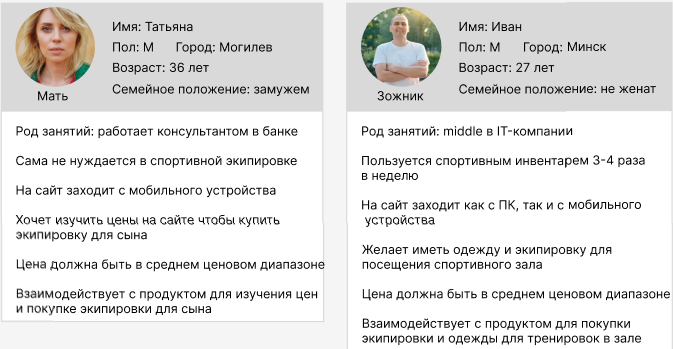 Имя: Татьяна
Пол: М Город: Могилев
Возраст: 36 лет
Семейное положение: замужем
Мать
Род занятий: работает консультантом в банке
Сама не нуждается в спортивной экипировке
На сайт заходит с мобильного устройства
Хочет изучить цены на сайте чтобы купить
экипировку для сына
Цена должна быть в среднем ценовом диапазоне
Взаимодействует с продуктом для изучения цен
и покупке экипировки для сына
Имя: Иван
Пол: М Город: Минск
Возраст: 27 лет
Семейное положение: не женат
Зожник
Род занятий: middle в IT-компании
Пользуется спортивным инвентарем 3-4 раза
в неделю
На сайт заходит как с ПК, так и с мобильного
устройства
Желает иметь одежду и экипировку для
посещения спортивного зала
Цена должна быть в среднем ценовом диапазоне
Взаимодействует с продуктом для покупки
экипировки и одежды для тренировок в зале